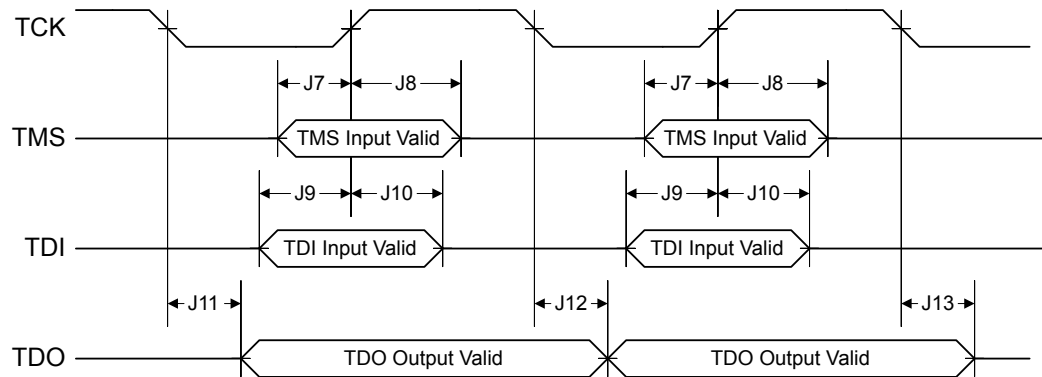 TCK
J7 J8 J7 J8
TMS TMS Input Valid TMS Input Valid
J9 J10 J9 J10
TDI TDI Input Valid TDI Input Valid
J11 J12 J13
TDO TDO Output Valid TDO Output Valid